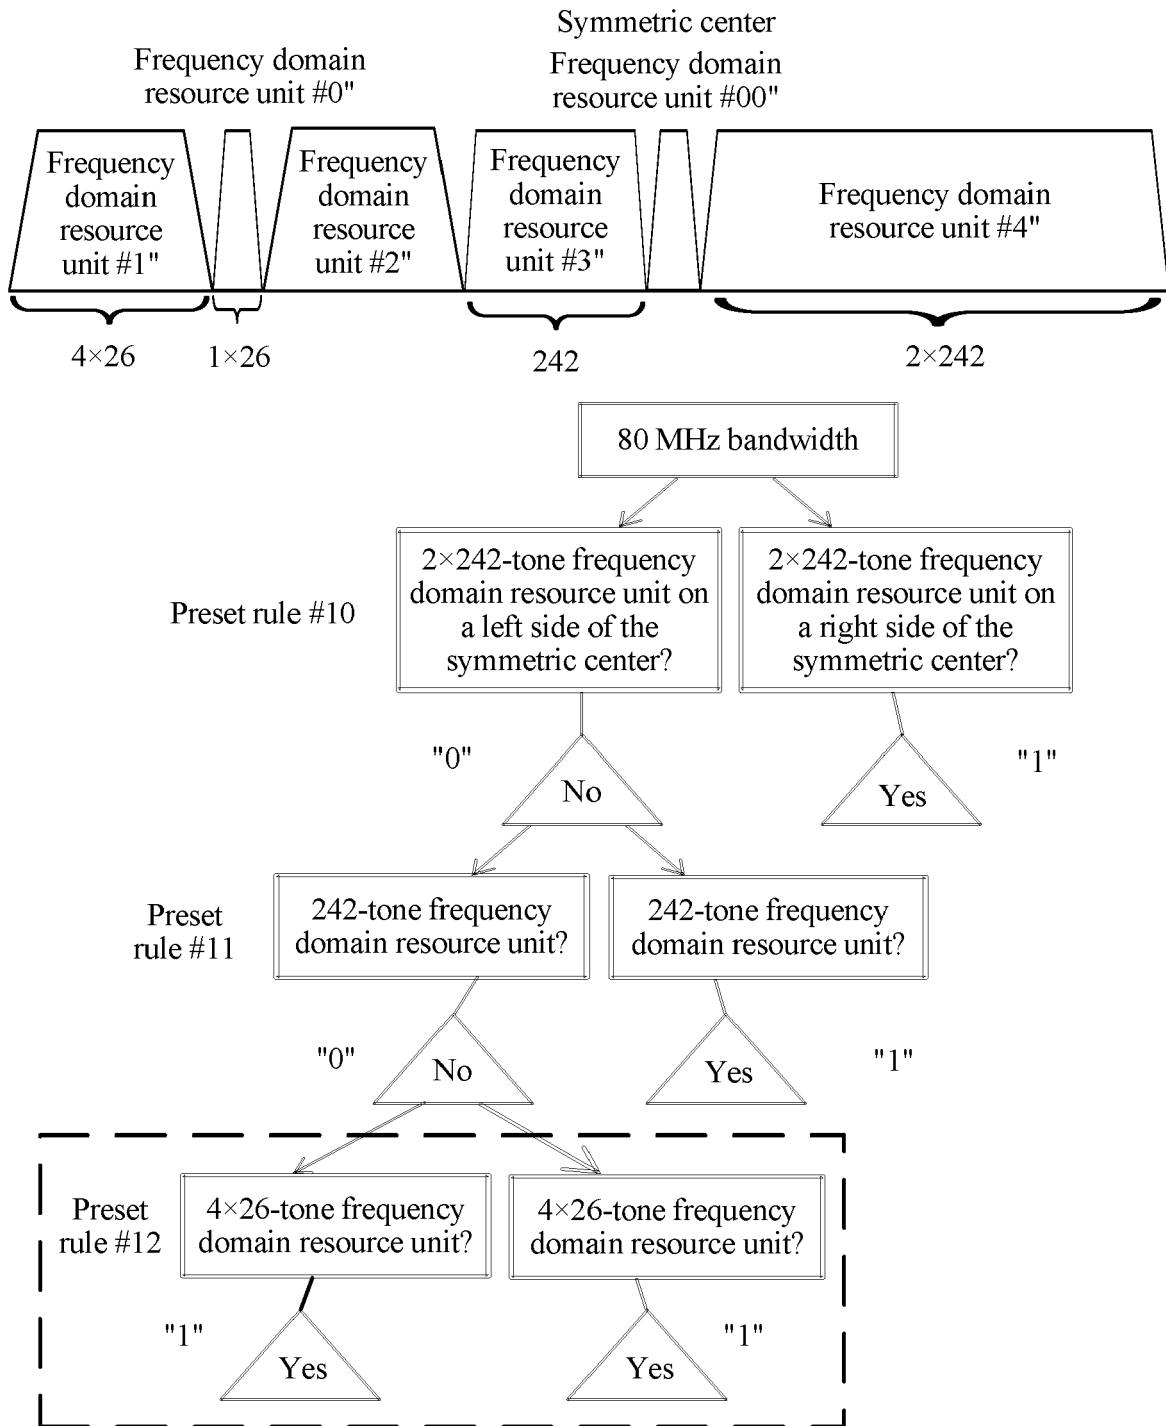 Symmetric center
Frequency domain
resource unit #0"
Frequency domain
resource unit #00"
Frequency
domain
resource
unit #1"
Frequency
domain
resource
unit #2"
Frequency
domain
resource
unit #3"
Frequency domain
resource unit #4"
4×26
1×26
242
2×242
80 MHz bandwidth
Preset rule #10
2×242-tone frequency
domain resource unit on
a left side of the
symmetric center?
2×242-tone frequency
domain resource unit on
a right side of the
symmetric center?
"0"
No
Yes
"1"
Preset
rule #11
242-tone frequency
domain resource unit?
242-tone frequency
domain resource unit?
"0"
No
Yes
"1"
Preset
rule #12
4×26-tone frequency
domain resource unit?
4×26-tone frequency
domain resource unit?
"1"
Yes
Yes
"1"